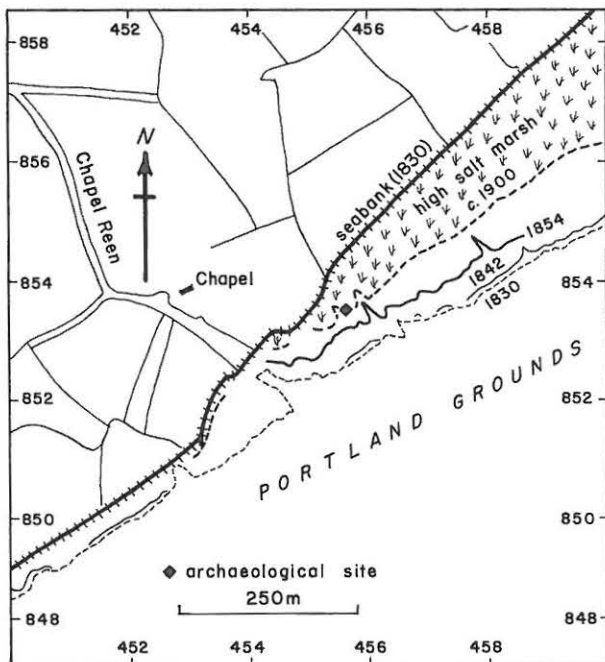 452 454 456 458
858 858
856
854 854
852 852
850 850
848 848
452 454 456 458
N
Chapel Reen
Chapel
seabank (1830)
high salt marsh
c. 1900
1854
1842
1830
PORTLAND GROUNDS
archaeological site
250m